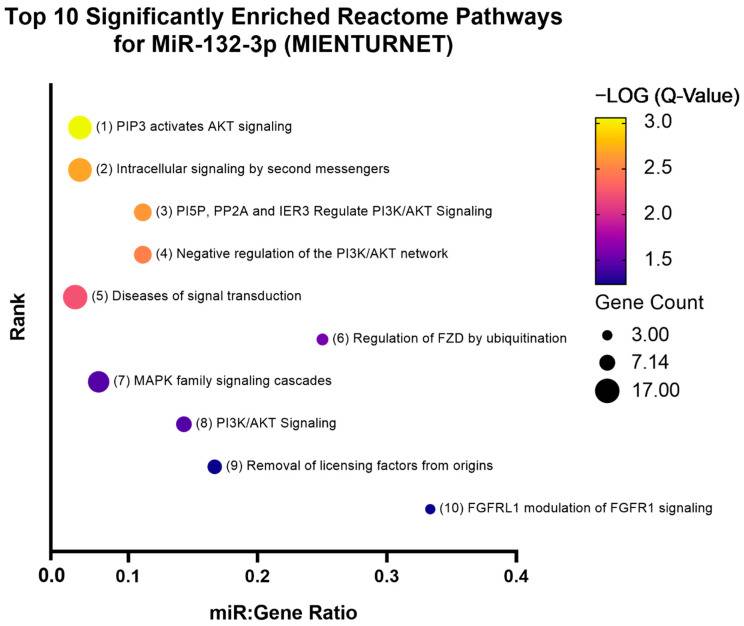 Top 10 Significantly Enriched Reactome Pathways
for MiR-132-3p (MIENTURNET)
−LOG (Q-Value)
3.0
2.5
2.0
1.5
Gene Count
3.00
7.14
17.00
Rank
(1) PIP3 activates AKT signaling
(2) Intracellular signaling by second messengers
(3) PI5P, PP2A and IER3 Regulate PI3K/AKT Signaling
(4) Negative regulation of the PI3K/AKT network
(5) Diseases of signal transduction
(6) Regulation of FZD by ubiquitination
(7) MAPK family signaling cascades
(8) PI3K/AKT Signaling
(9) Removal of licensing factors from origins
(10) FGFRL1 modulation of FGFR1 signaling
0.0 0.1 0.2 0.3 0.4
miR:Gene Ratio